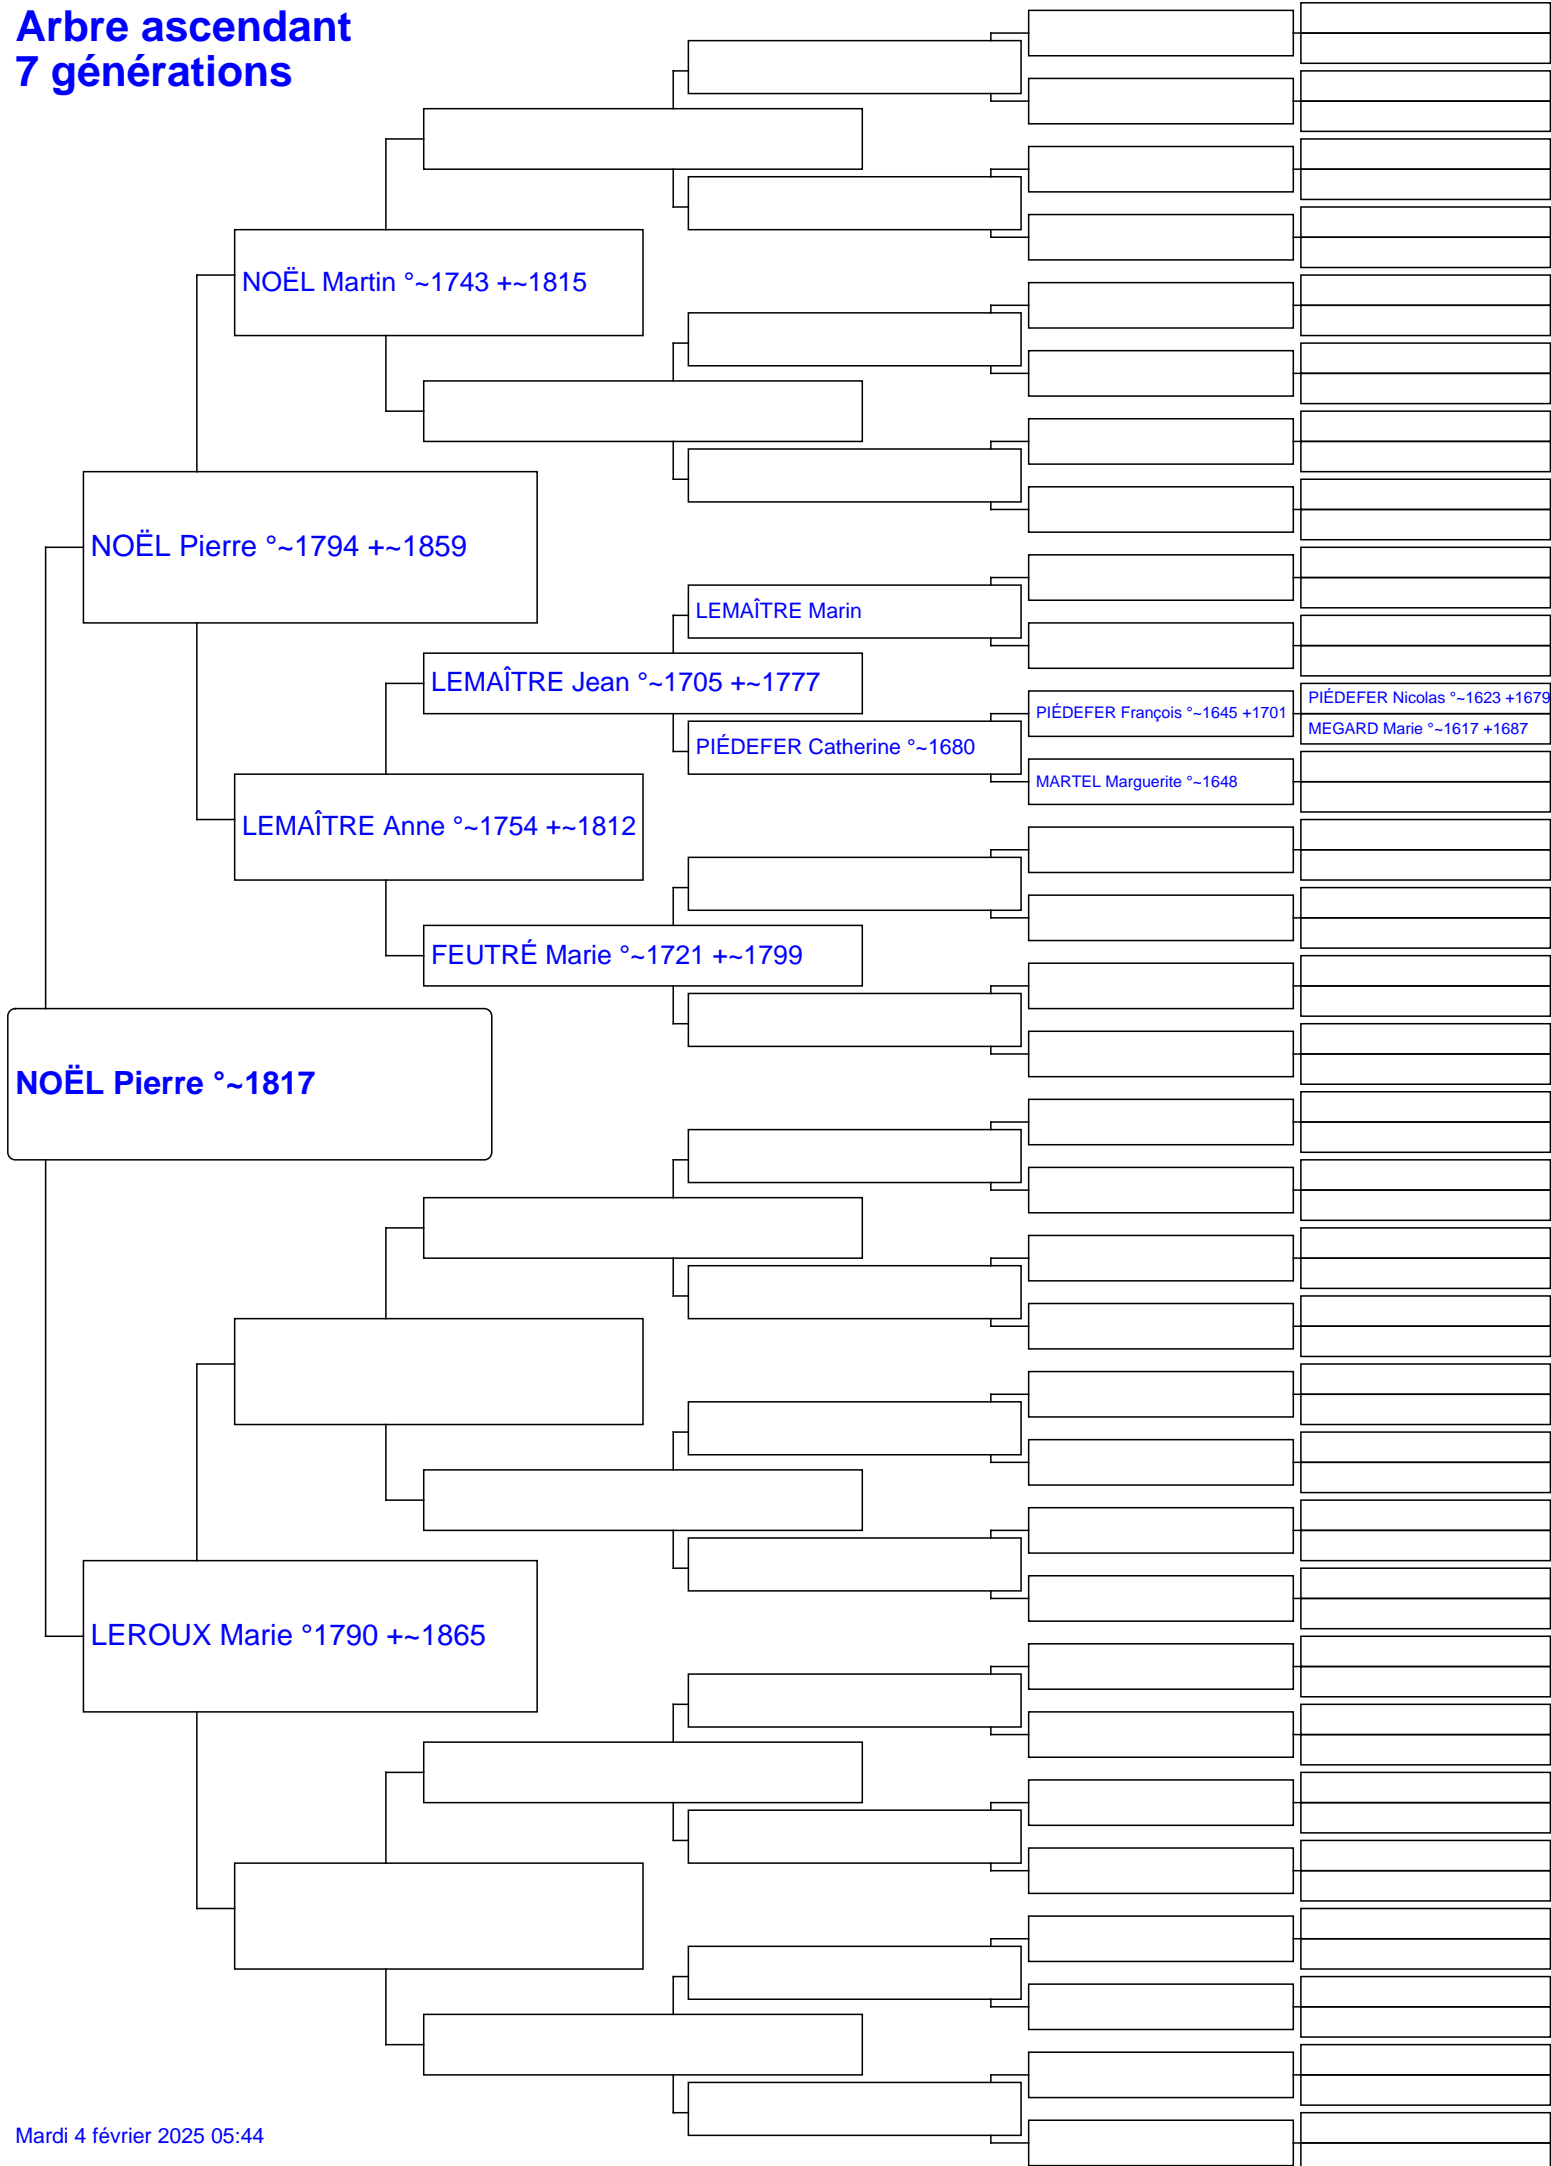 Arbre ascendant
7 générations
NOËL Martin °~1743 +~1815
NOËL Pierre °~1794 +~1859
LEMAÎTRE Marin
LEMAÎTRE Jean °~1705 +~1777
PIÉDEFER Nicolas °~1623 +1679
PIÉDEFER François °~1645 +1701
MEGARD Marie °~1617 +1687
PIÉDEFER Catherine °~1680
MARTEL Marguerite °~1648
LEMAÎTRE Anne °~1754 +~1812
FEUTRÉ Marie °~1721 +~1799
NOËL Pierre °~1817
LEROUX Marie °1790 +~1865
Mardi 4 février 2025 05:44